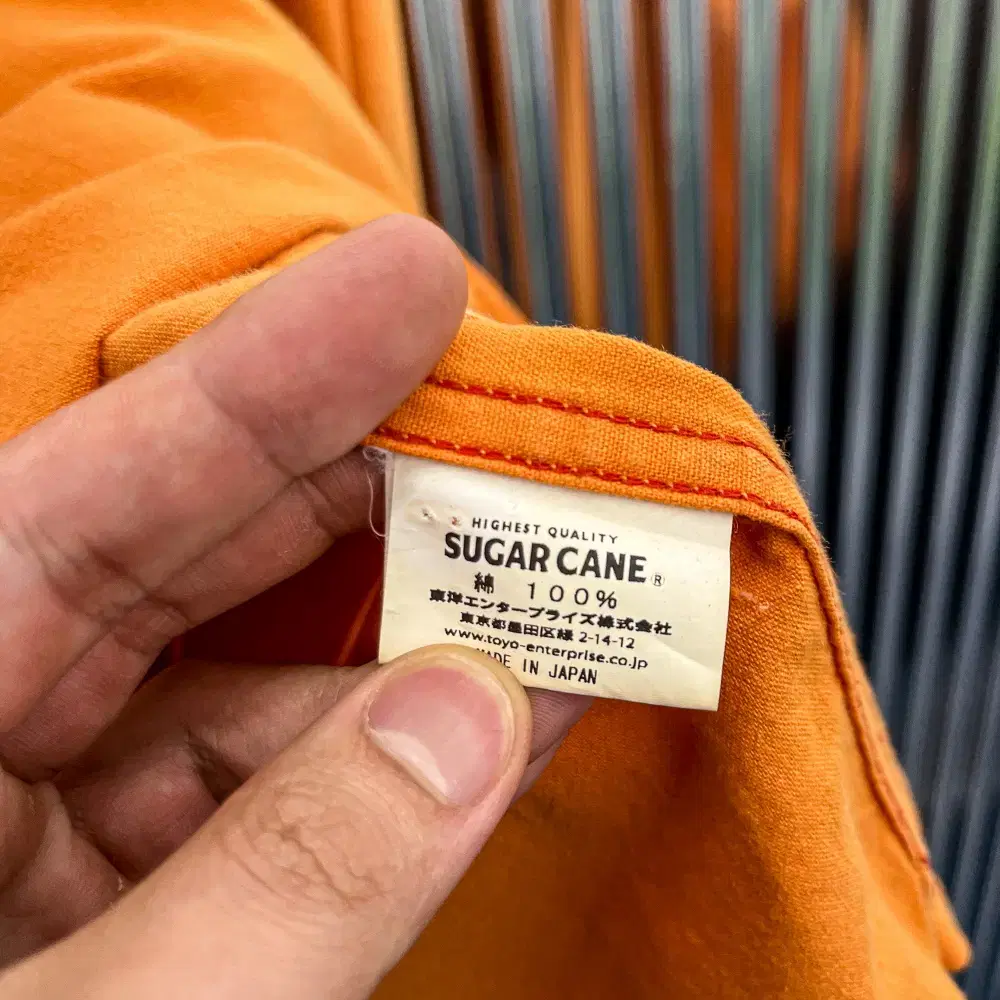 HIGHEST QUALITY
SUGAR CANE®
綿 100%
東洋エンタープライズ株式会社
東京都墨田区緑 2-14-12
www.toyo-enterprise.co.jp
MADE IN JAPAN